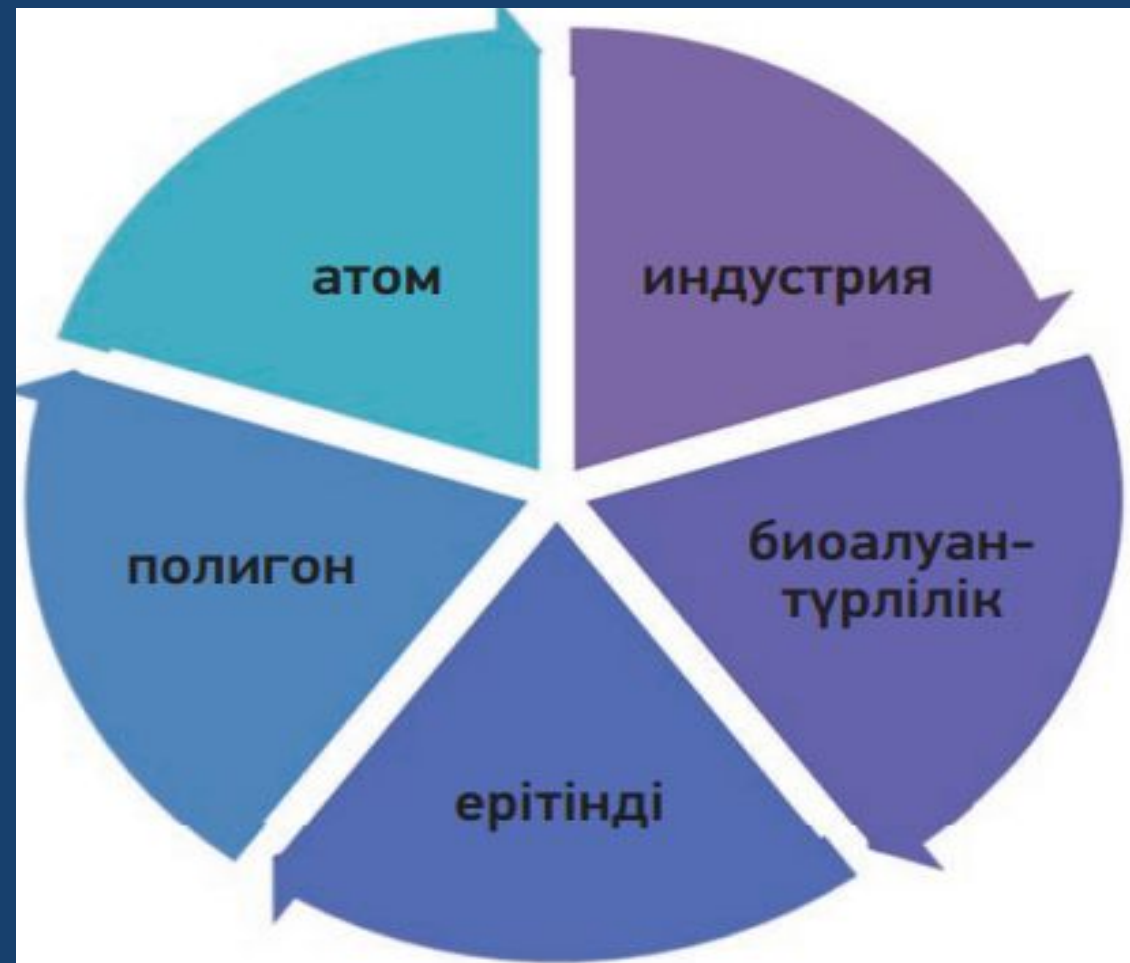 атом
индустрия
биоалуан-
түрлілік
ерітінді
полигон